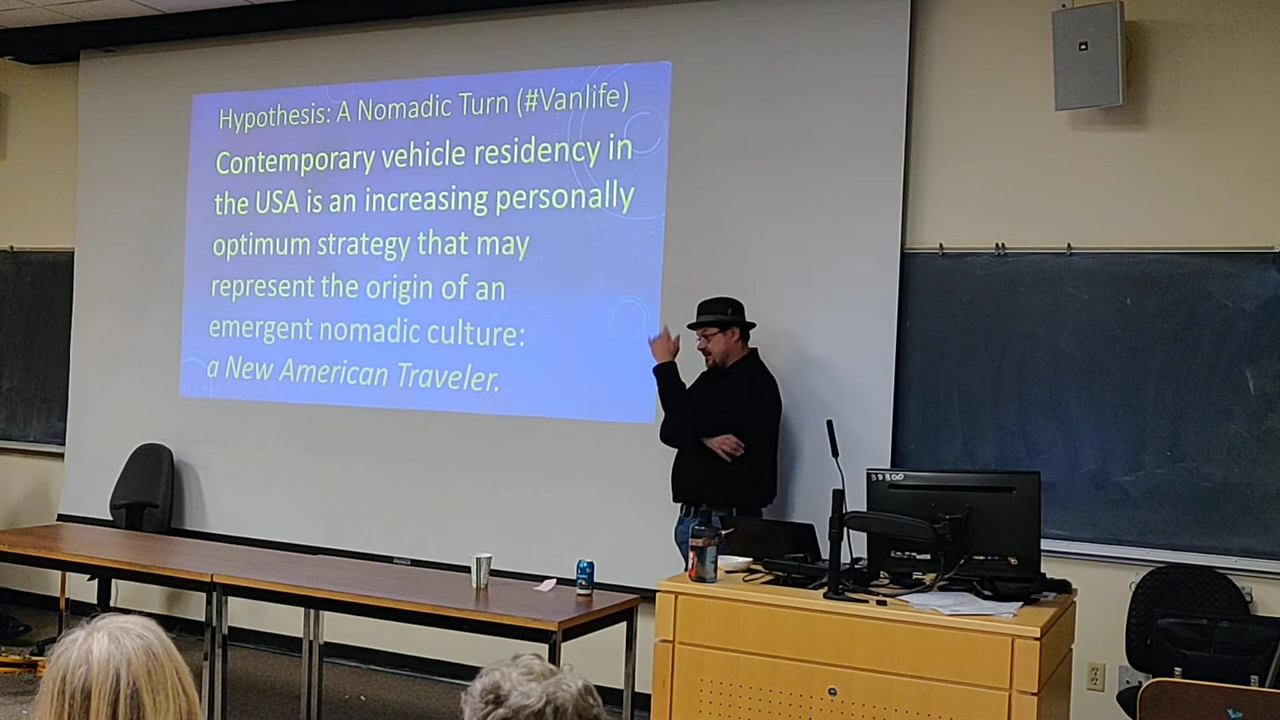 Hypothesis: A Nomadic Turn (#Vanlife)
Contemporary vehicle residency in
the USA is an increasing personally
optimum strategy that may
represent the origin of an
emergent nomadic culture:
a New American Traveler.